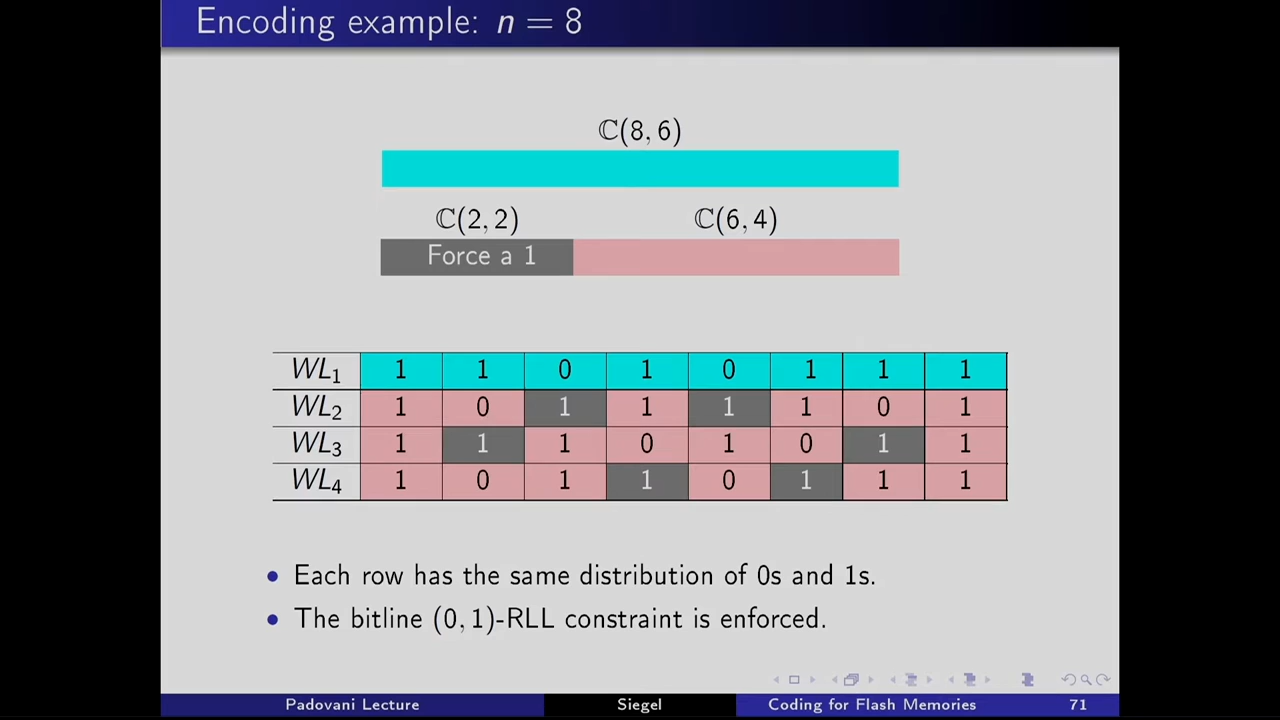 Encoding example: n = 8
ℂ(8, 6)
ℂ(2, 2) ℂ(6, 4)
Force a 1
WL₁ 1 1 0 1 0 1 1 1
WL₂ 1 0 1 1 1 1 0 1
WL₃ 1 1 1 0 1 0 1 1
WL₄ 1 0 1 1 0 1 1 1
• Each row has the same distribution of 0s and 1s.
• The bitline (0, 1)-RLL constraint is enforced.
Padovani Lecture Siegel Coding for Flash Memories 71